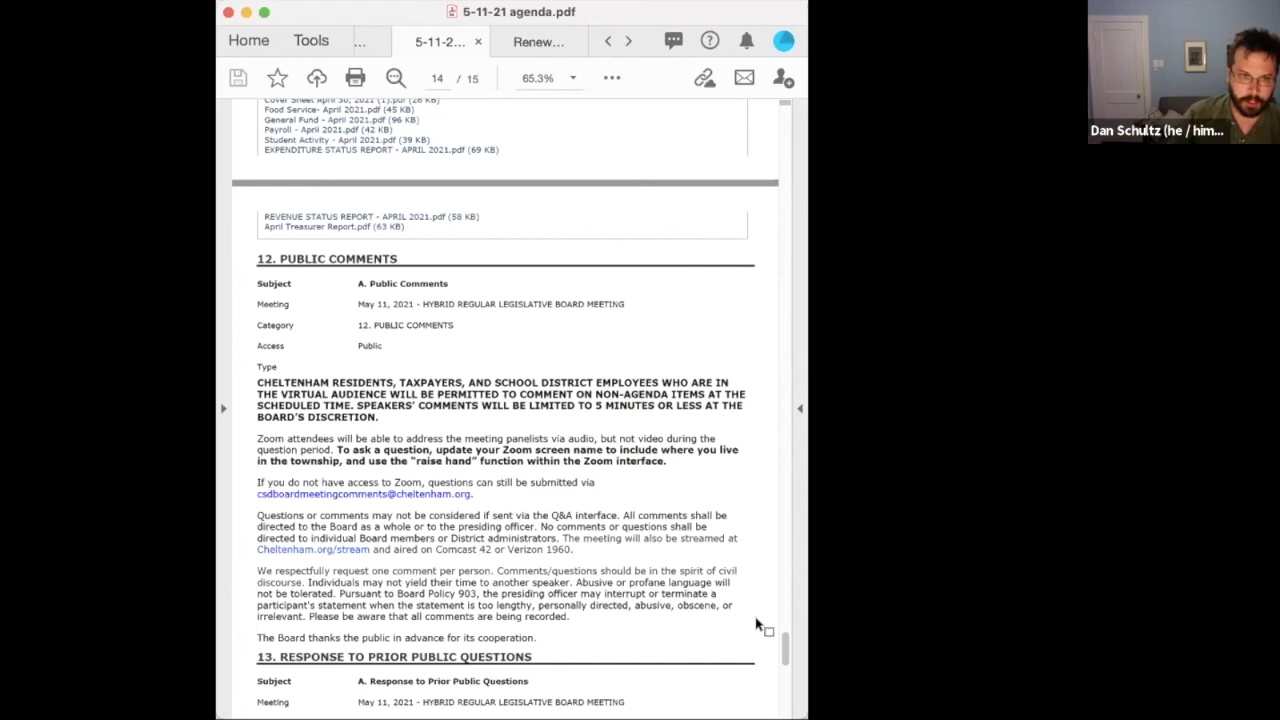 5-11-21 agenda.pdf
Home Tools ... 5-11-2... × Renew...
14 / 15 65.3% ...
Cover Sheet April 30, 2021 (1).pdf (26 KB)
Food Service- April 2021.pdf (45 KB)
General Fund - April 2021.pdf (96 KB)
Payroll - April 2021.pdf (42 KB)
Student Activity - April 2021.pdf (39 KB)
EXPENDITURE STATUS REPORT - APRIL 2021.pdf (69 KB)
REVENUE STATUS REPORT - APRIL 2021.pdf (58 KB)
April Treasurer Report.pdf (63 KB)
12. PUBLIC COMMENTS
Subject A. Public Comments
Meeting May 11, 2021 - HYBRID REGULAR LEGISLATIVE BOARD MEETING
Category 12. PUBLIC COMMENTS
Access Public
Type
CHELTENHAM RESIDENTS, TAXPAYERS, AND SCHOOL DISTRICT EMPLOYEES WHO ARE IN
THE VIRTUAL AUDIENCE WILL BE PERMITTED TO COMMENT ON NON-AGENDA ITEMS AT THE
SCHEDULED TIME. SPEAKERS' COMMENTS WILL BE LIMITED TO 5 MINUTES OR LESS AT THE
BOARD'S DISCRETION.
Zoom attendees will be able to address the meeting panelists via audio, but not video during the
question period. To ask a question, update your Zoom screen name to include where you live
in the township, and use the “raise hand” function within the Zoom interface.
If you do not have access to Zoom, questions can still be submitted via
csdboardmeetingcomments@cheltenham.org.
Questions or comments may not be considered if sent via the Q&A interface. All comments shall be
directed to the Board as a whole or to the presiding officer. No comments or questions shall be
directed to individual Board members or District administrators. The meeting will also be streamed at
Cheltenham.org/stream and aired on Comcast 42 or Verizon 1960.
We respectfully request one comment per person. Comments/questions should be in the spirit of civil
discourse. Individuals may not yield their time to another speaker. Abusive or profane language will
not be tolerated. Pursuant to Board Policy 903, the presiding officer may interrupt or terminate a
participant's statement when the statement is too lengthy, personally directed, abusive, obscene, or
irrelevant. Please be aware that all comments are being recorded.
The Board thanks the public in advance for its cooperation.
13. RESPONSE TO PRIOR PUBLIC QUESTIONS
Subject A. Response to Prior Public Questions
Meeting May 11, 2021 - HYBRID REGULAR LEGISLATIVE BOARD MEETING
Dan Schultz (he / him...